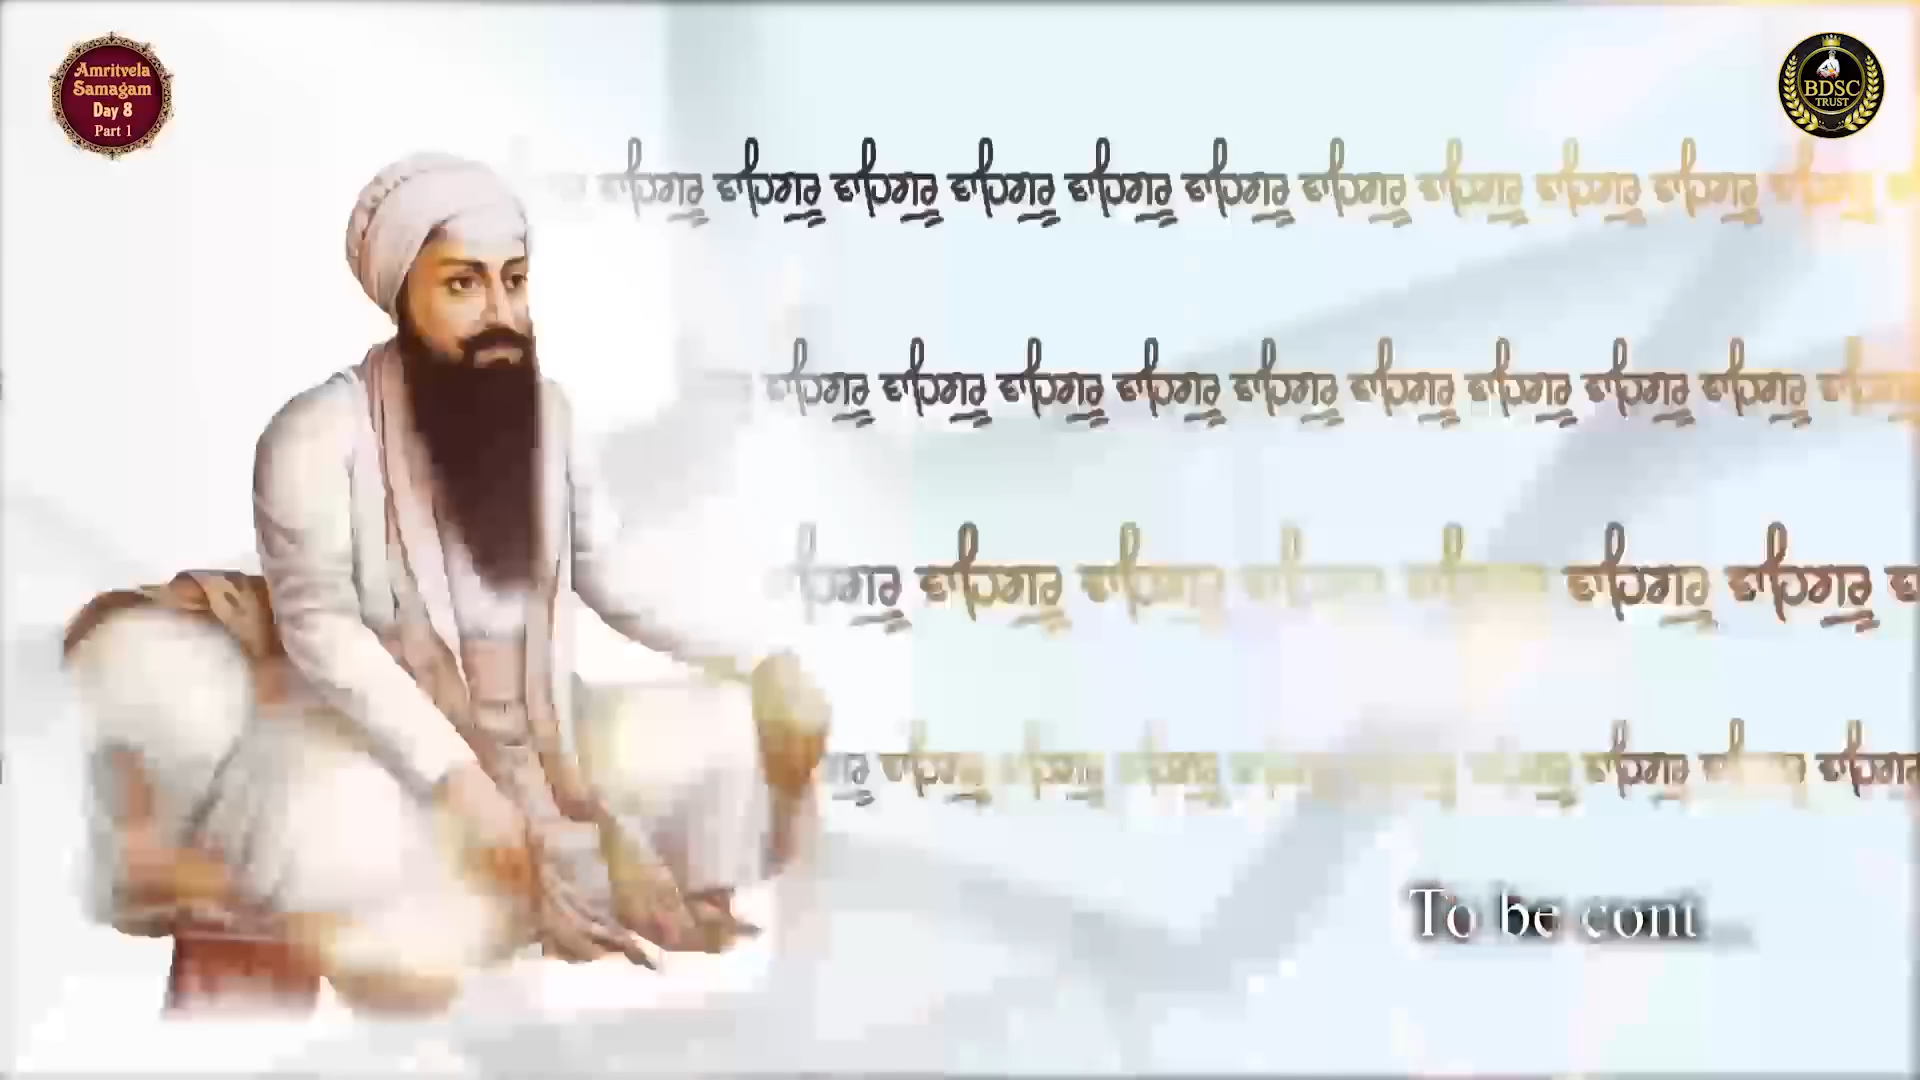 Amritvela
Samagam
Day 8
Part 1
BDSC
TRUST
ਵਾਹਿਗੁਰੂ ਵਾਹਿਗੁਰੂ ਵਾਹਿਗੁਰੂ ਵਾਹਿਗੁਰੂ ਵਾਹਿਗੁਰੂ ਵਾਹਿਗੁਰੂ ਵਾਹਿਗੁਰੂ ਵਾਹਿਗੁਰੂ ਵਾਹਿਗੁਰੂ ਵਾਹਿਗੁਰੂ ਵਾਹਿਗੁਰੂ
ਵਾਹਿਗੁਰੂ ਵਾਹਿਗੁਰੂ ਵਾਹਿਗੁਰੂ ਵਾਹਿਗੁਰੂ ਵਾਹਿਗੁਰੂ ਵਾਹਿਗੁਰੂ ਵਾਹਿਗੁਰੂ ਵਾਹਿਗੁਰੂ ਵਾਹਿਗੁਰੂ ਵਾਹਿਗੁਰੂ
ਵਾਹਿਗੁਰੂ ਵਾਹਿਗੁਰੂ ਵਾਹਿਗੁਰੂ ਵਾਹਿਗੁਰੂ ਵਾਹਿਗੁਰੂ ਵਾਹਿਗੁਰੂ ਵਾਹਿਗੁਰੂ
ਵਾਹਿਗੁਰੂ ਵਾਹਿਗੁਰੂ ਵਾਹਿਗੁਰੂ ਵਾਹਿਗੁਰੂ ਵਾਹਿਗੁਰੂ ਵਾਹਿਗੁਰੂ ਵਾਹਿਗੁਰੂ ਵਾਹਿਗੁਰੂ ਵਾਹਿਗੁਰੂ
To be cont